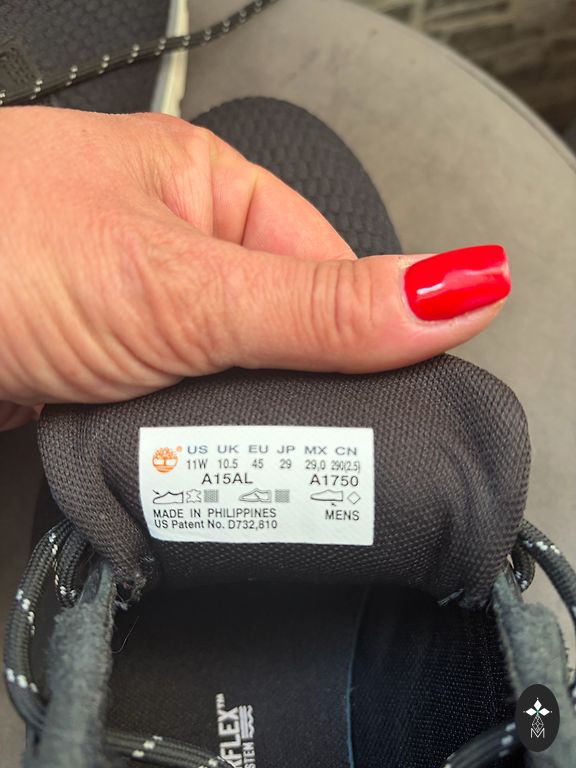 US UK EU JP MX CN
11W 10.5 45 29 29,0 290(2.5)
A15AL A1750
MADE IN PHILIPPINES
US Patent No. D732,810
MENS